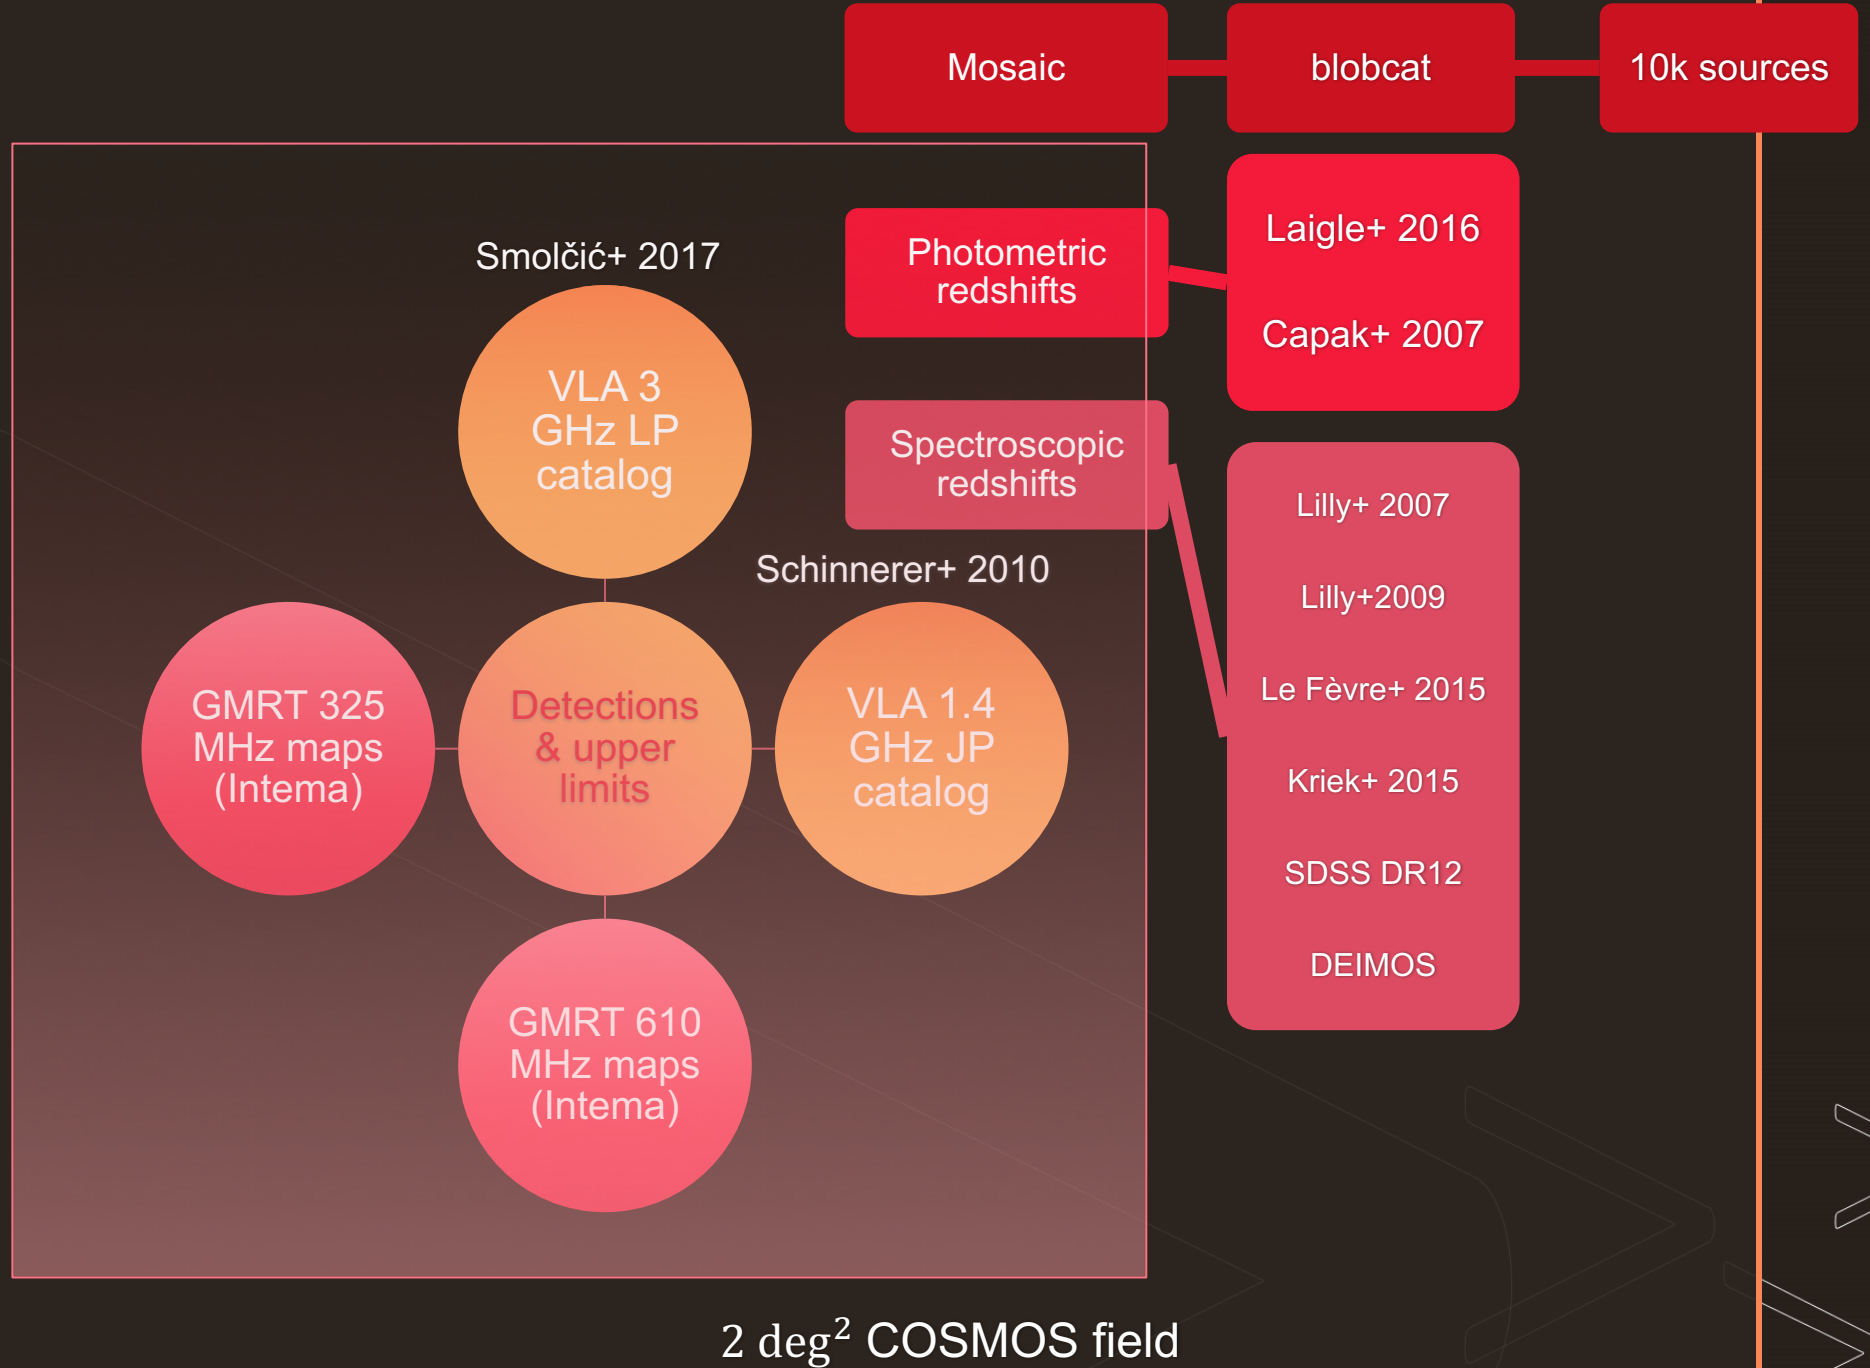 Mosaic
blobcat
10k sources
Photometric
redshifts
Laigle+ 2016
Capak+ 2007
Spectroscopic
redshifts
Lilly+ 2007
Lilly+2009
Le Fèvre+ 2015
Kriek+ 2015
SDSS DR12
DEIMOS
Smolčić+ 2017
VLA 3
GHz LP
catalog
Schinnerer+ 2010
GMRT 325
MHz maps
(Intema)
Detections
& upper
limits
VLA 1.4
GHz JP
catalog
GMRT 610
MHz maps
(Intema)
2 deg² COSMOS field